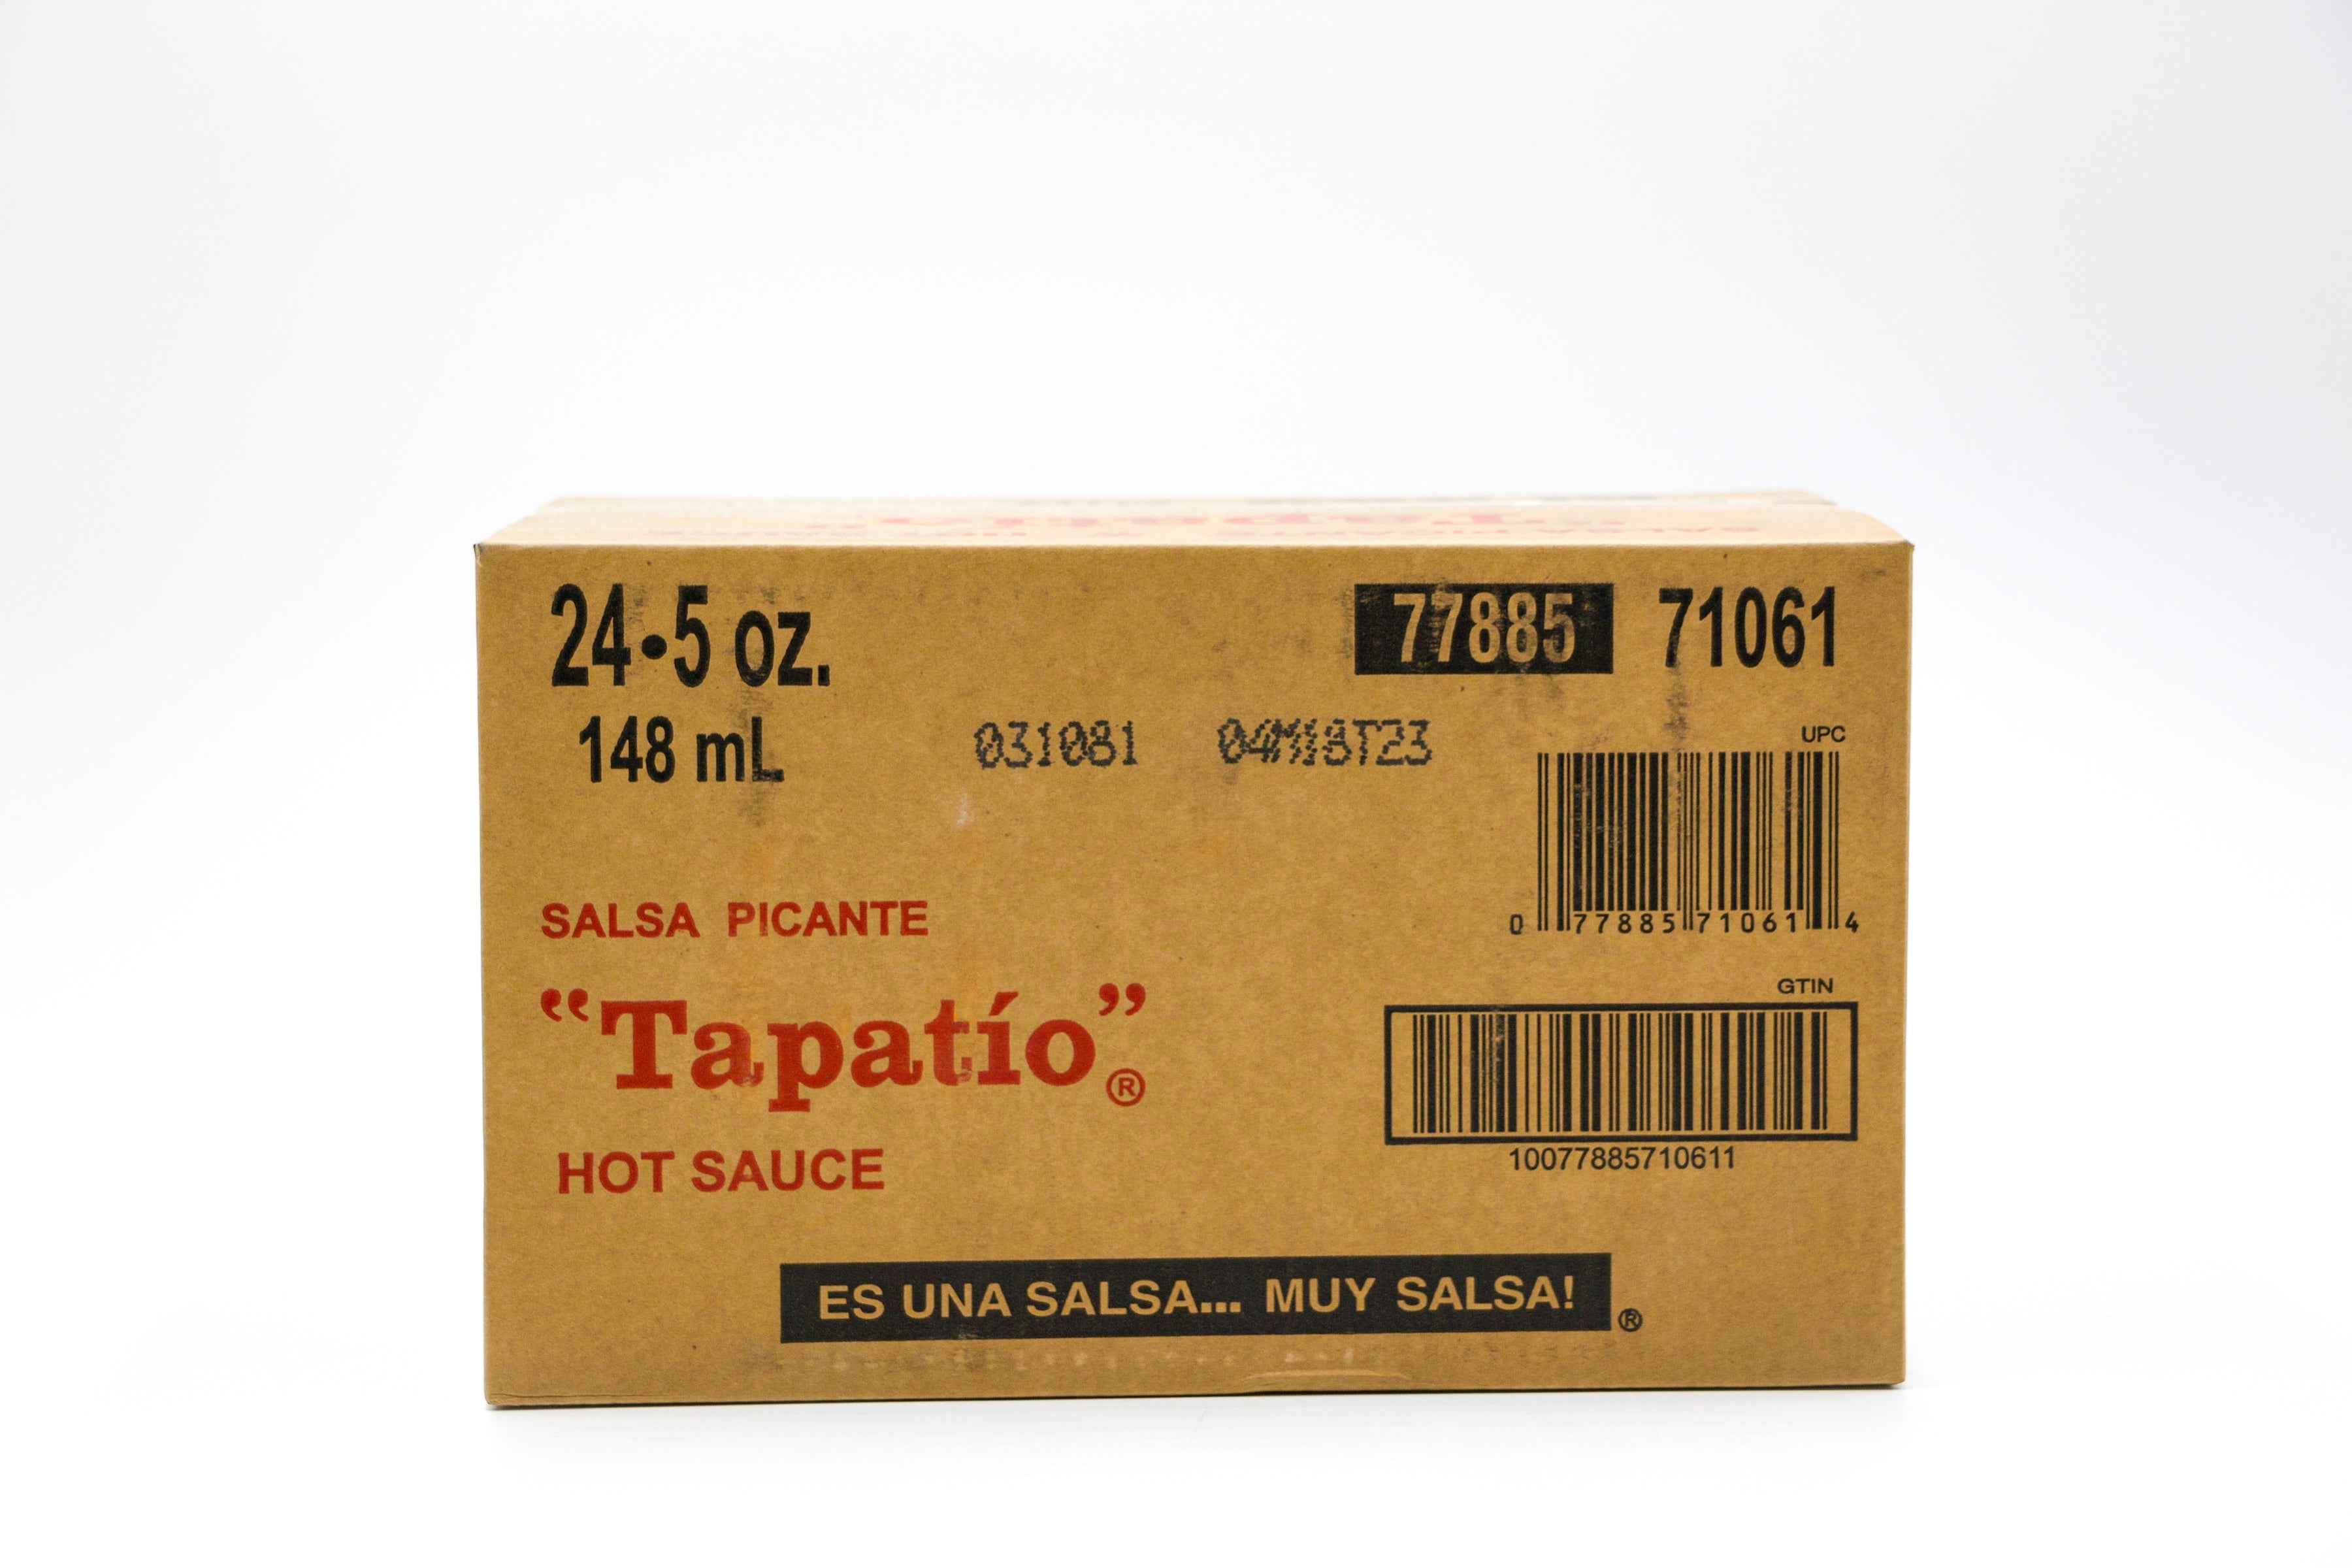 24•5 oz.
77885 71061
148 mL
031081
UPC
0 77885 71061 4
SALSA PICANTE
"Tapatío"®
HOT SAUCE
GTIN
10077885710611
ES UNA SALSA... MUY SALSA!®